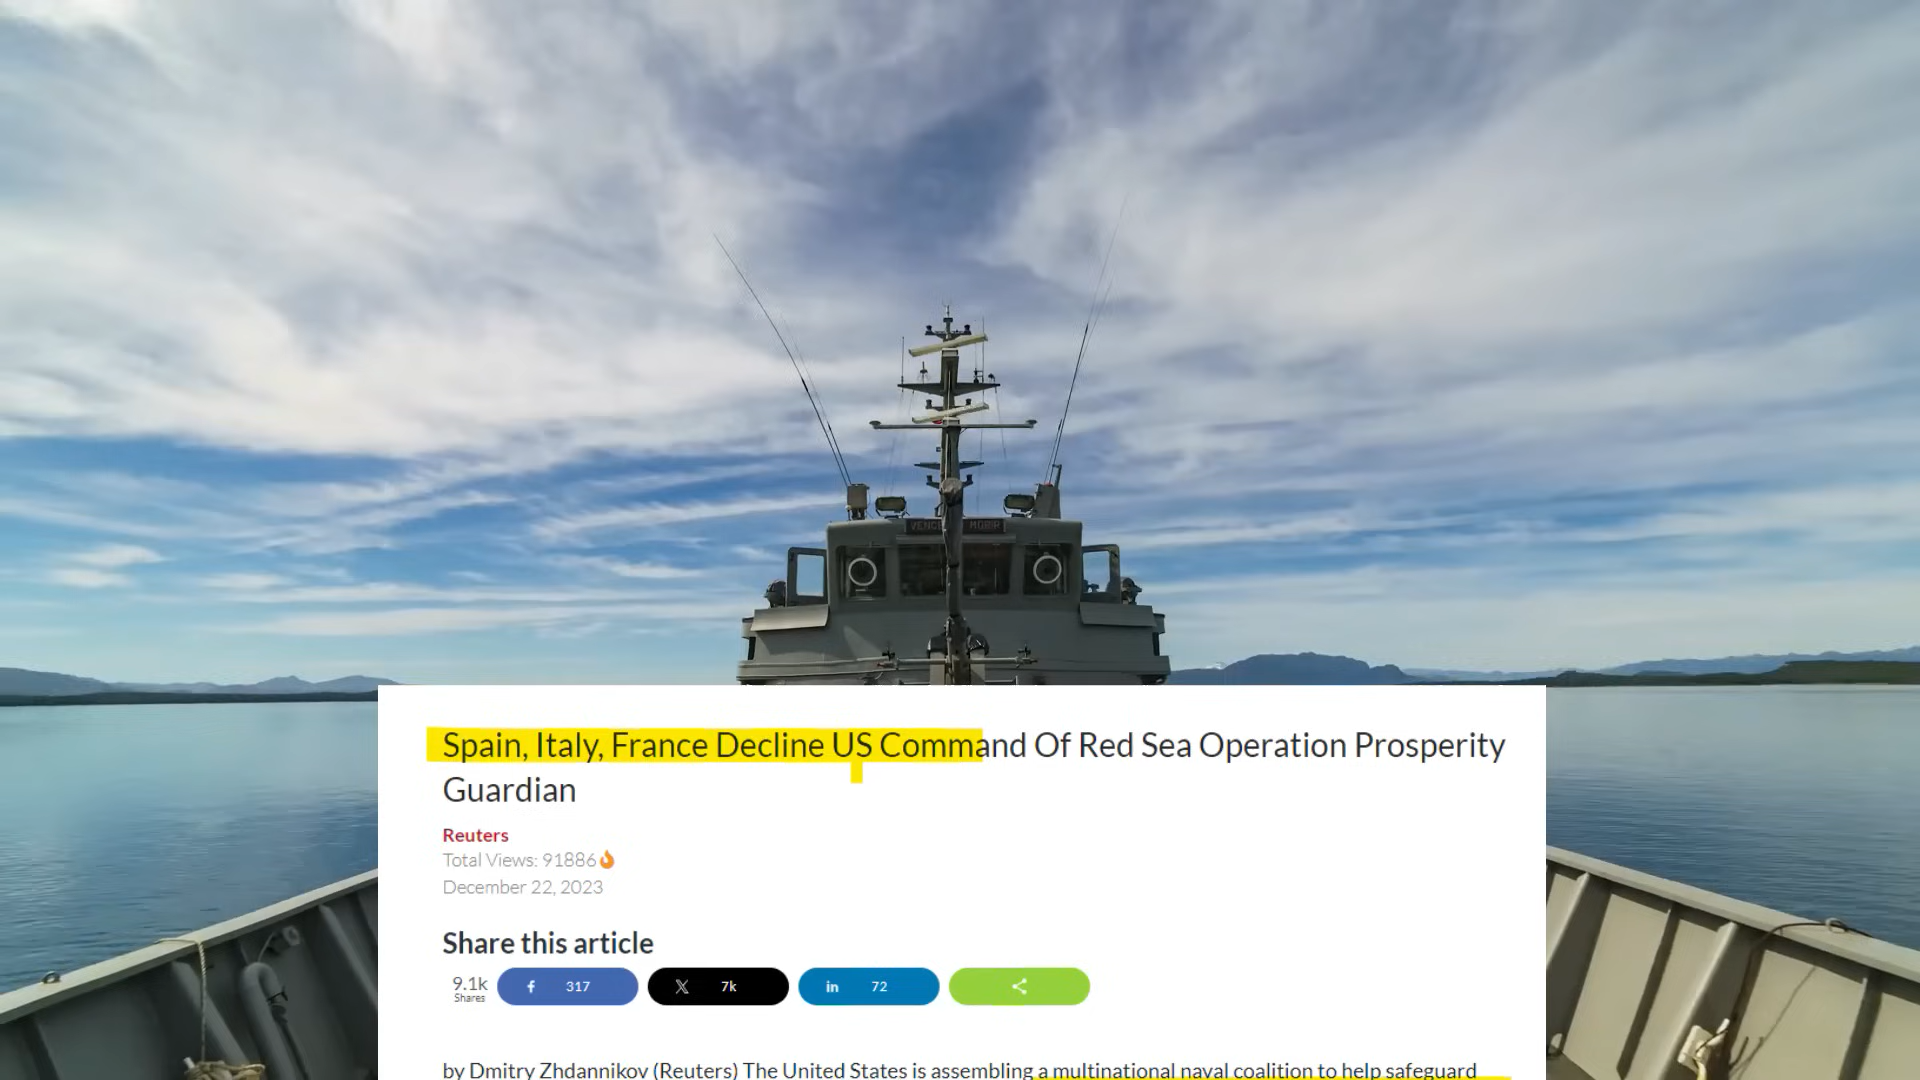 VENC MORIR
Spain, Italy, France Decline US Command Of Red Sea Operation Prosperity
Guardian
Reuters
Total Views: 91886
December 22, 2023
Share this article
9.1k
Shares
317
7k
in 72
by Dmitry Zhdannikov (Reuters) The United States is assembling a multinational naval coalition to help safeguard